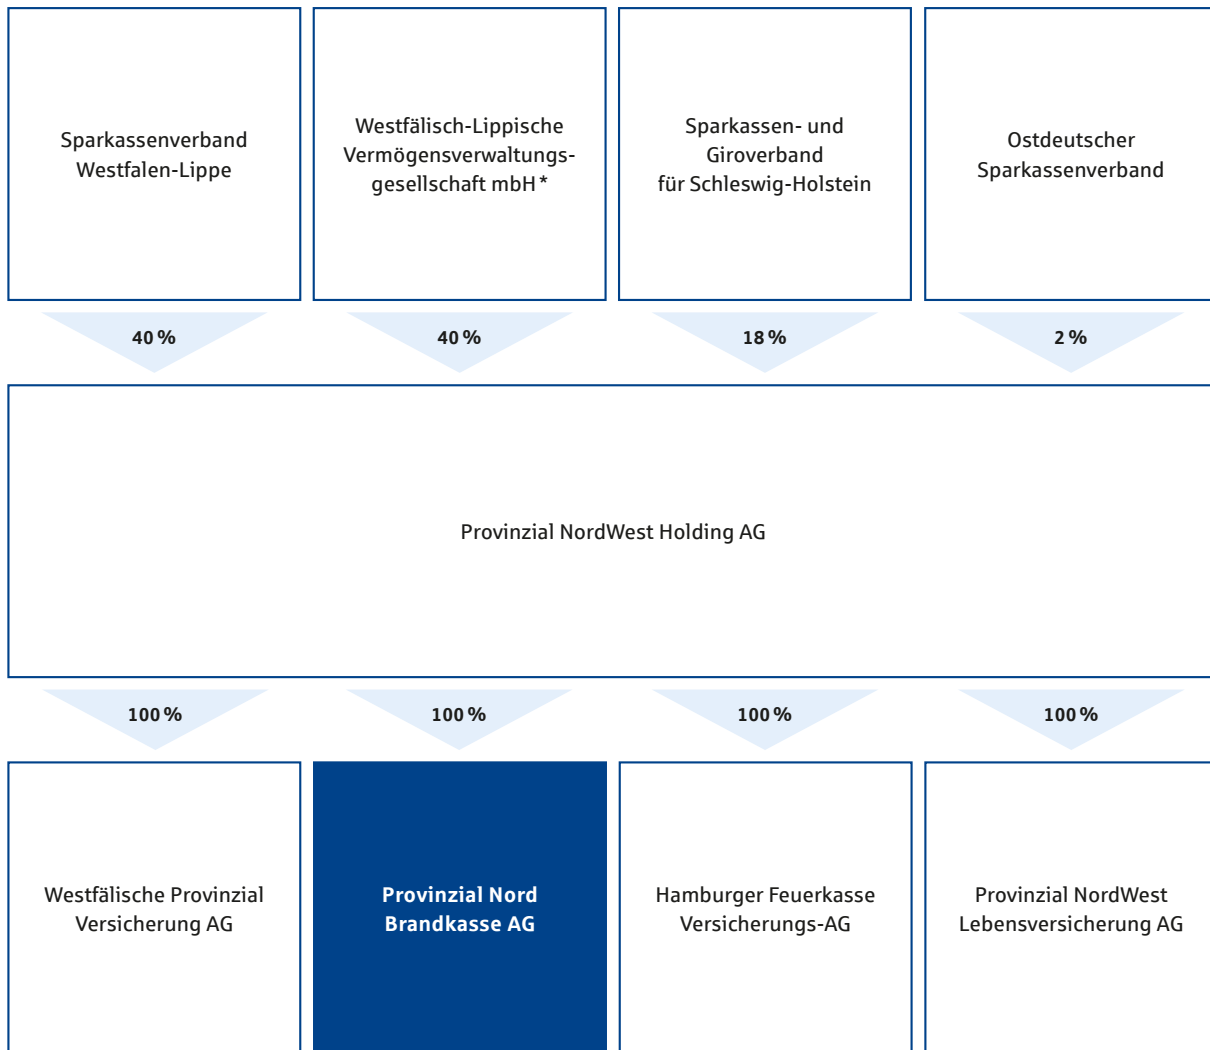 Sparkassenverband
Westfalen-Lippe
Westfälisch-Lippische
Vermögensverwaltungs-
gesellschaft mbH *
Sparkassen- und
Giroverband
für Schleswig-Holstein
Ostdeutscher
Sparkassenverband
40 %
40 %
18 %
2 %
Provinzial NordWest Holding AG
100 %
100 %
100 %
100 %
Westfälische Provinzial
Versicherung AG
Provinzial Nord
Brandkasse AG
Hamburger Feuerkasse
Versicherungs-AG
Provinzial NordWest
Lebensversicherung AG